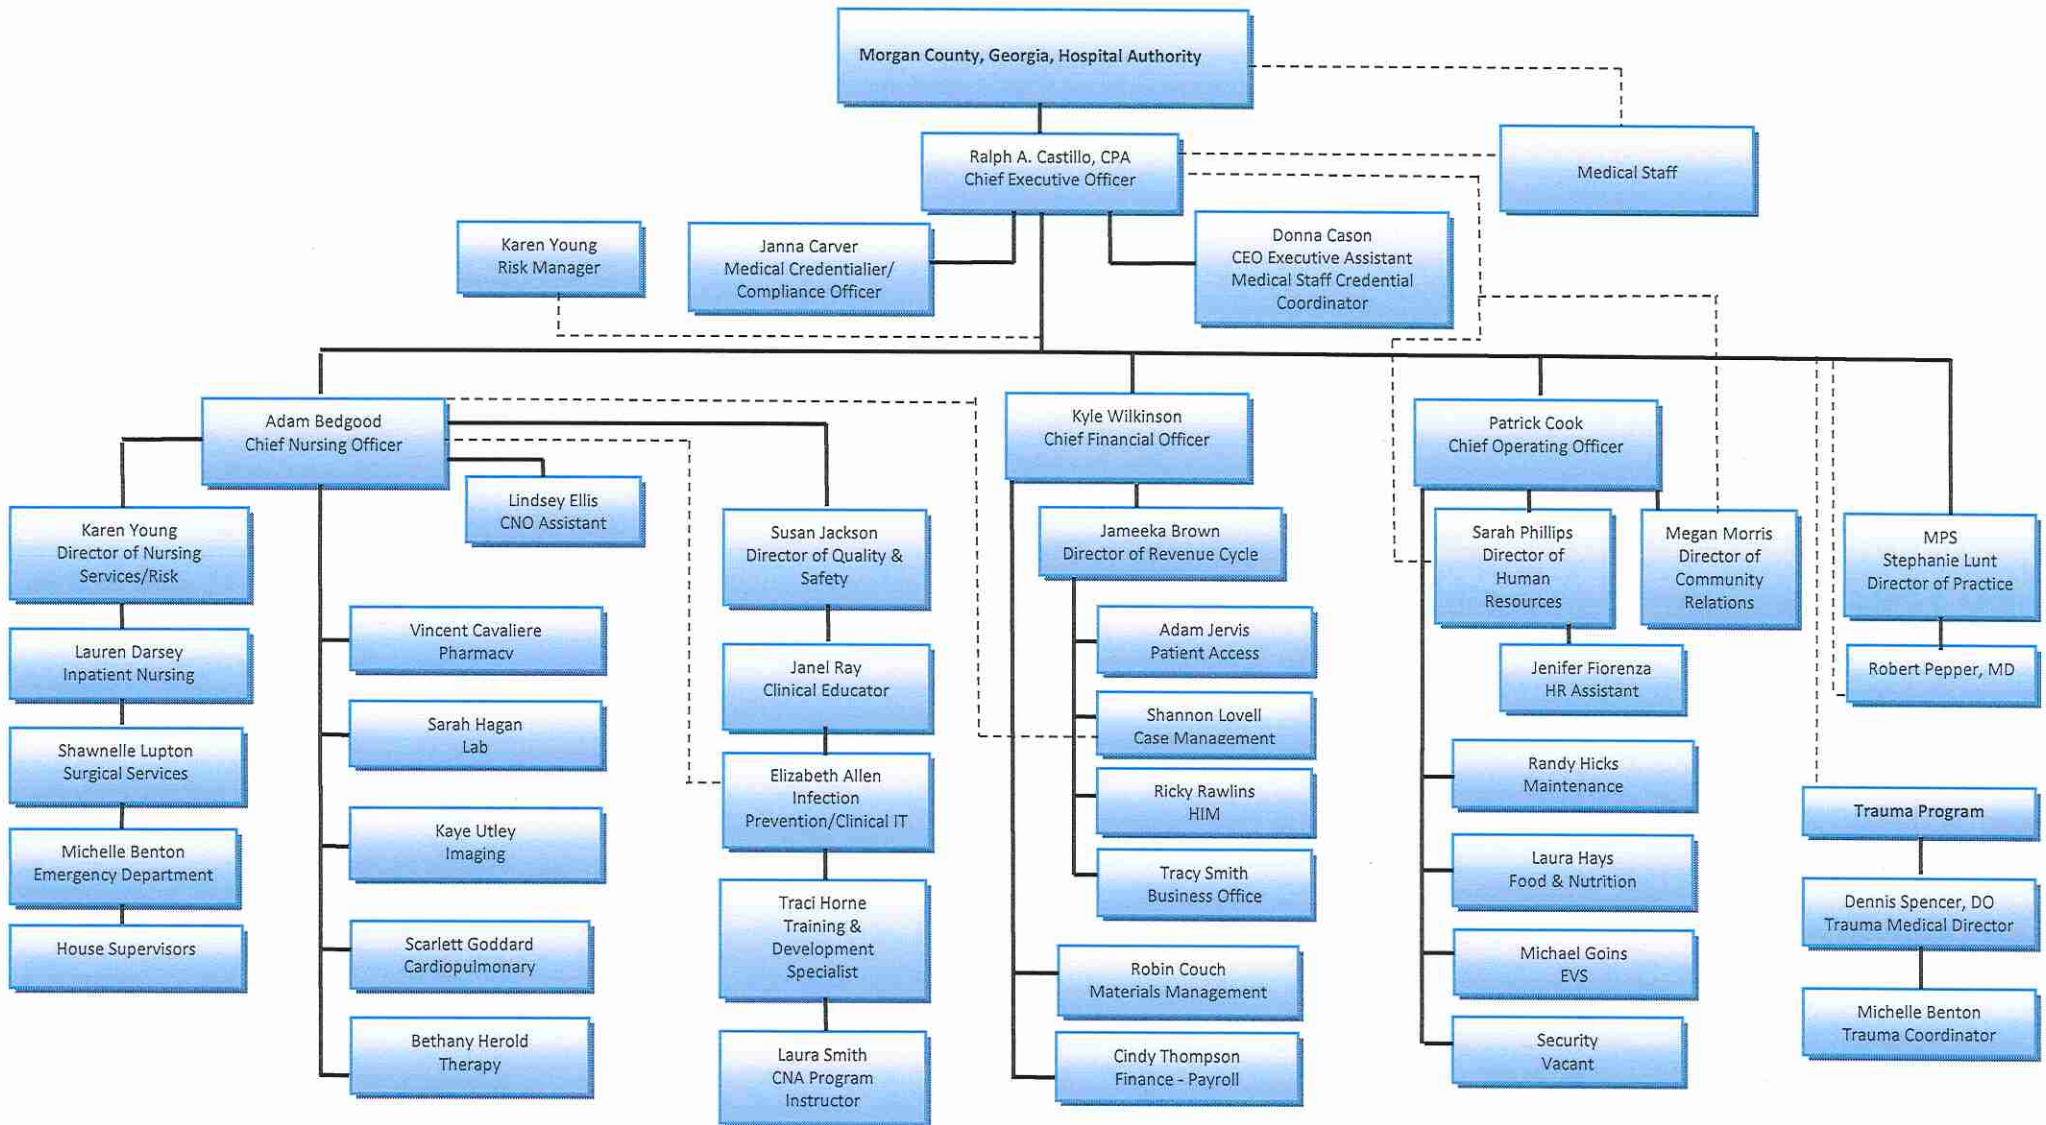 Morgan County, Georgia, Hospital Authority
Ralph A. Castillo, CPA
Chief Executive Officer
Medical Staff
Karen Young
Risk Manager
Janna Carver
Medical Credentialier/
Compliance Officer
Donna Cason
CEO Executive Assistant
Medical Staff Credential
Coordinator
Adam Bedgood
Chief Nursing Officer
Kyle Wilkinson
Chief Financial Officer
Patrick Cook
Chief Operating Officer
Lindsey Ellis
CNO Assistant
Karen Young
Director of Nursing
Services/Risk
Lauren Darsey
Inpatient Nursing
Shawnelle Lupton
Surgical Services
Michelle Benton
Emergency Department
House Supervisors
Vincent Cavaliere
Pharmacy
Sarah Hagan
Lab
Kaye Utley
Imaging
Scarlett Goddard
Cardiopulmonary
Bethany Herold
Therapy
Susan Jackson
Director of Quality &
Safety
Janel Ray
Clinical Educator
Elizabeth Allen
Infection
Prevention/Clinical IT
Traci Horne
Training &
Development
Specialist
Laura Smith
CNA Program
Instructor
Jameeka Brown
Director of Revenue Cycle
Adam Jervis
Patient Access
Shannon Lovell
Case Management
Ricky Rawlins
HIM
Tracy Smith
Business Office
Robin Couch
Materials Management
Cindy Thompson
Finance - Payroll
Sarah Phillips
Director of
Human
Resources
Megan Morris
Director of
Community
Relations
Jenifer Fiorenza
HR Assistant
Randy Hicks
Maintenance
Laura Hays
Food & Nutrition
Michael Goins
EVS
Security
Vacant
MPS
Stephanie Lunt
Director of Practice
Robert Pepper, MD
Trauma Program
Dennis Spencer, DO
Trauma Medical Director
Michelle Benton
Trauma Coordinator